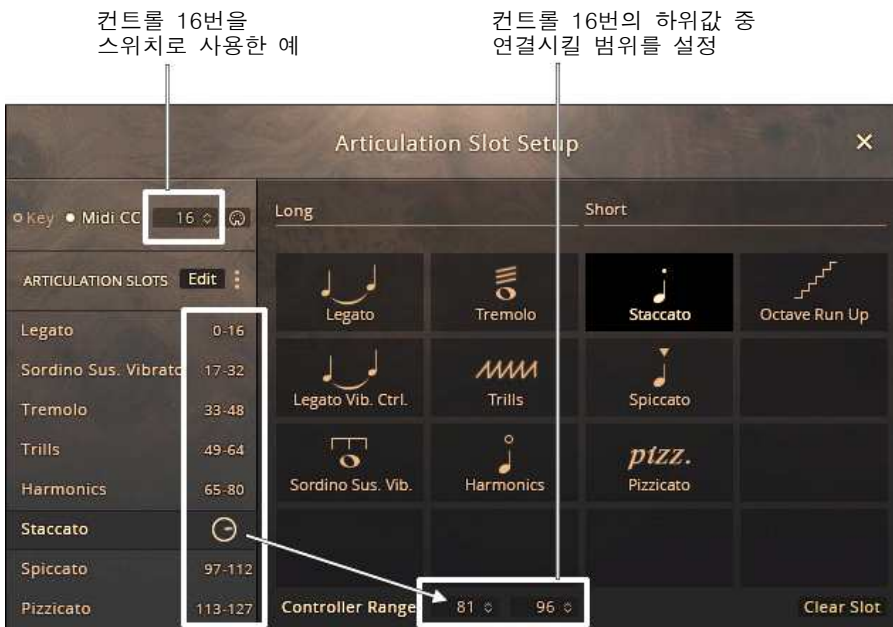 컨트롤 16번을
스위치로 사용한 예
컨트롤 16번의 하위값 중
연결시킬 범위를 설정
Articulation Slot Setup
Key Midi CC 16
ARTICULATION SLOTS Edit
Legato 0-16
Sordino Sus. Vibrato 17-32
Tremolo 33-48
Trills 49-64
Harmonics 65-80
Staccato
Spiccato 97-112
Pizzicato 113-127
Long Short
Legato Tremolo Staccato Octave Run Up
Legato Vib. Ctrl. Trills Spiccato
pizz.
Sordino Sus. Vib. Harmonics Pizzicato
Controller Range 81 96 Clear Slot